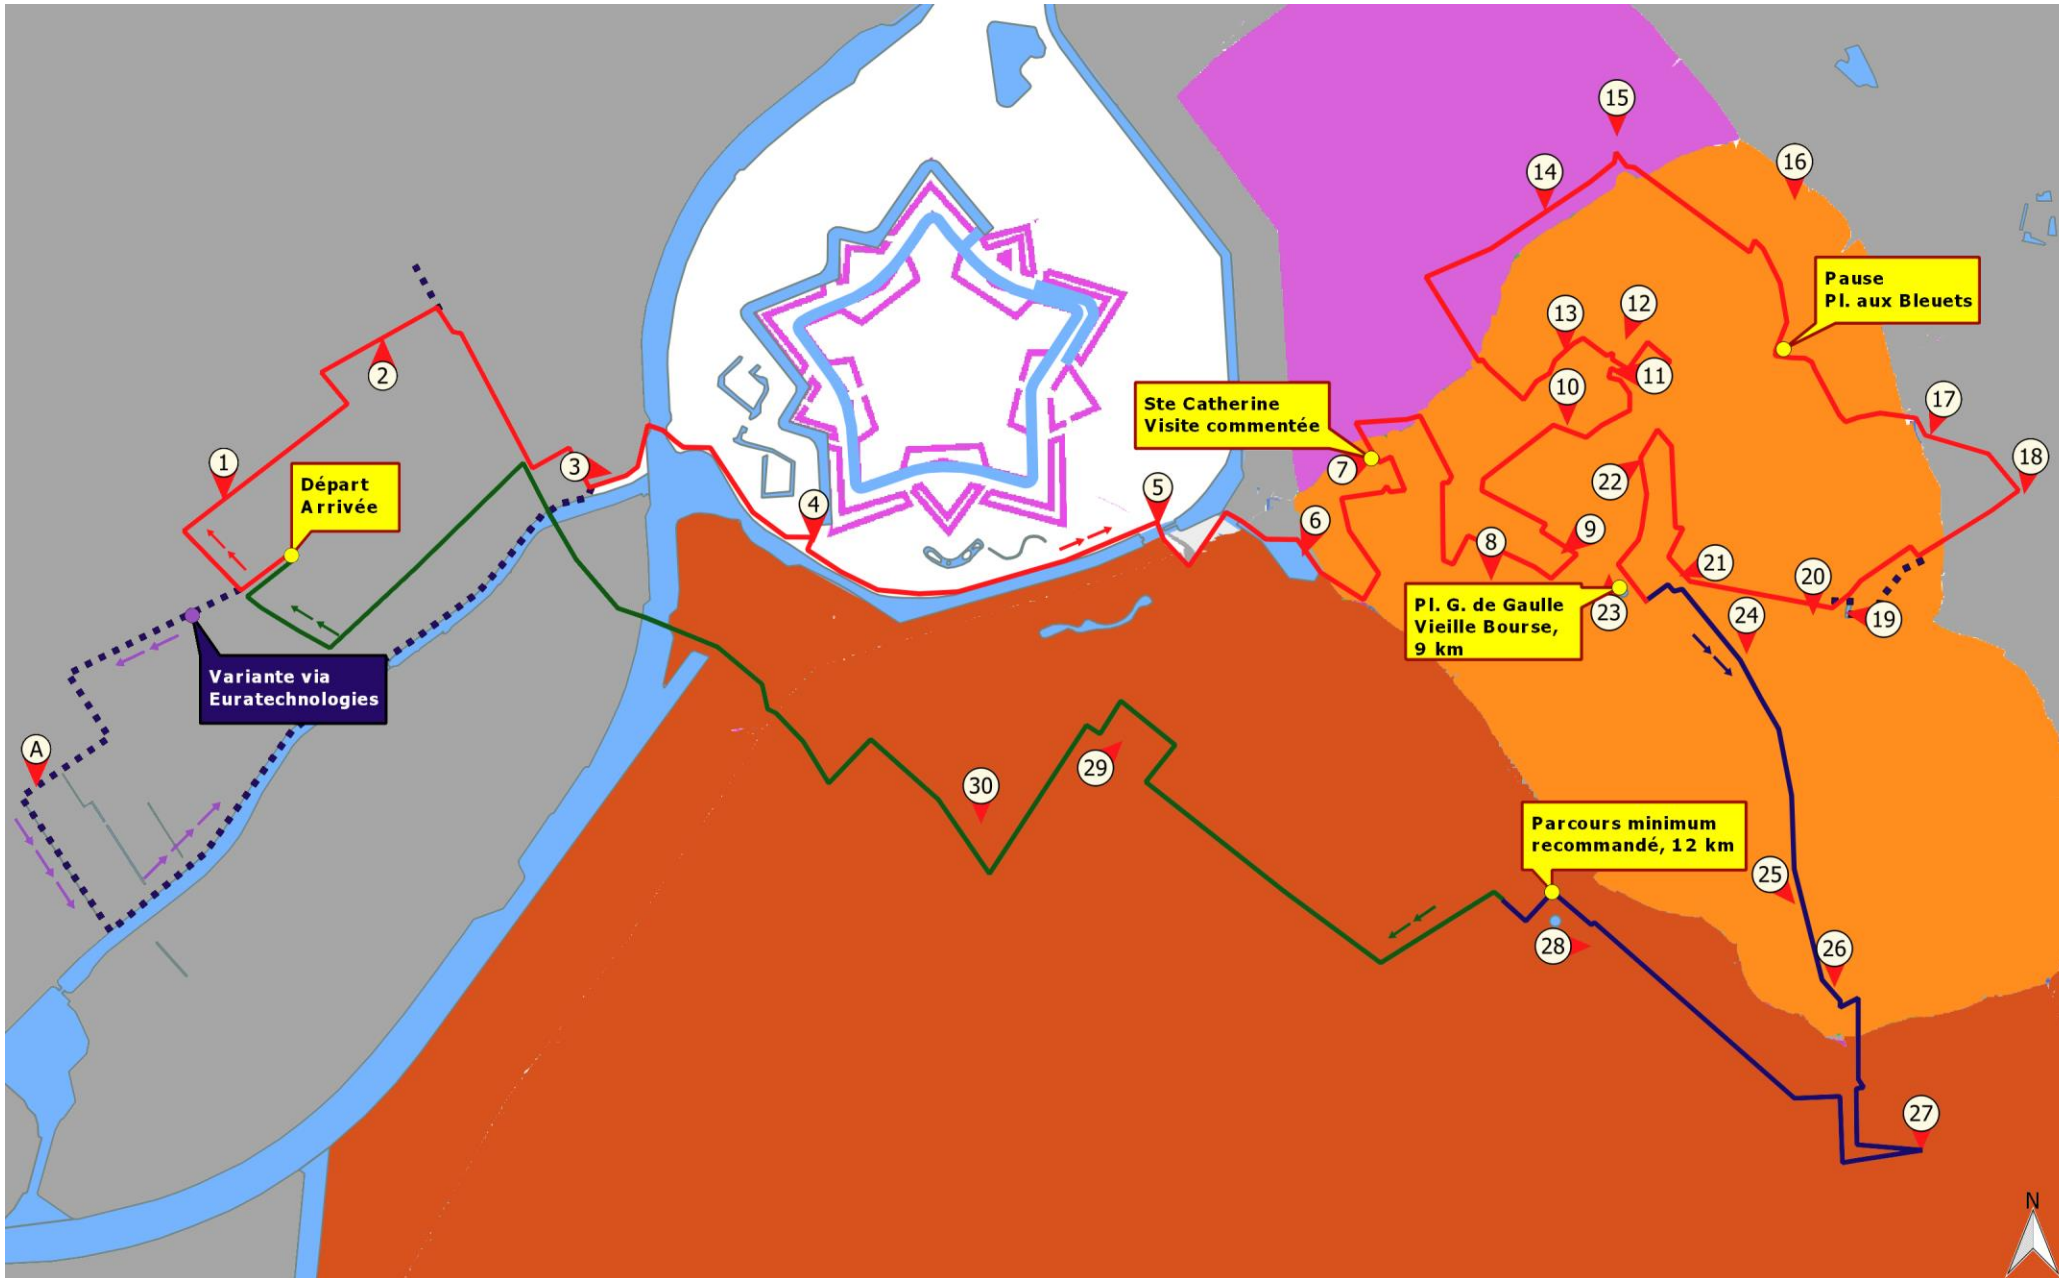 15
16
14
Pause
Pl. aux Bleuets
12
13
2
11
10
Ste Catherine
Visite commentée
17
1
3
7
18
Départ
Arrivée
22
5
4
6
9
8
21
20
Pl. G. de Gaulle
Vieille Bourse,
9 km
23
24
19
Variante via
Euratechnologies
A
29
30
Parcours minimum
recommandé, 12 km
25
28
26
27
N